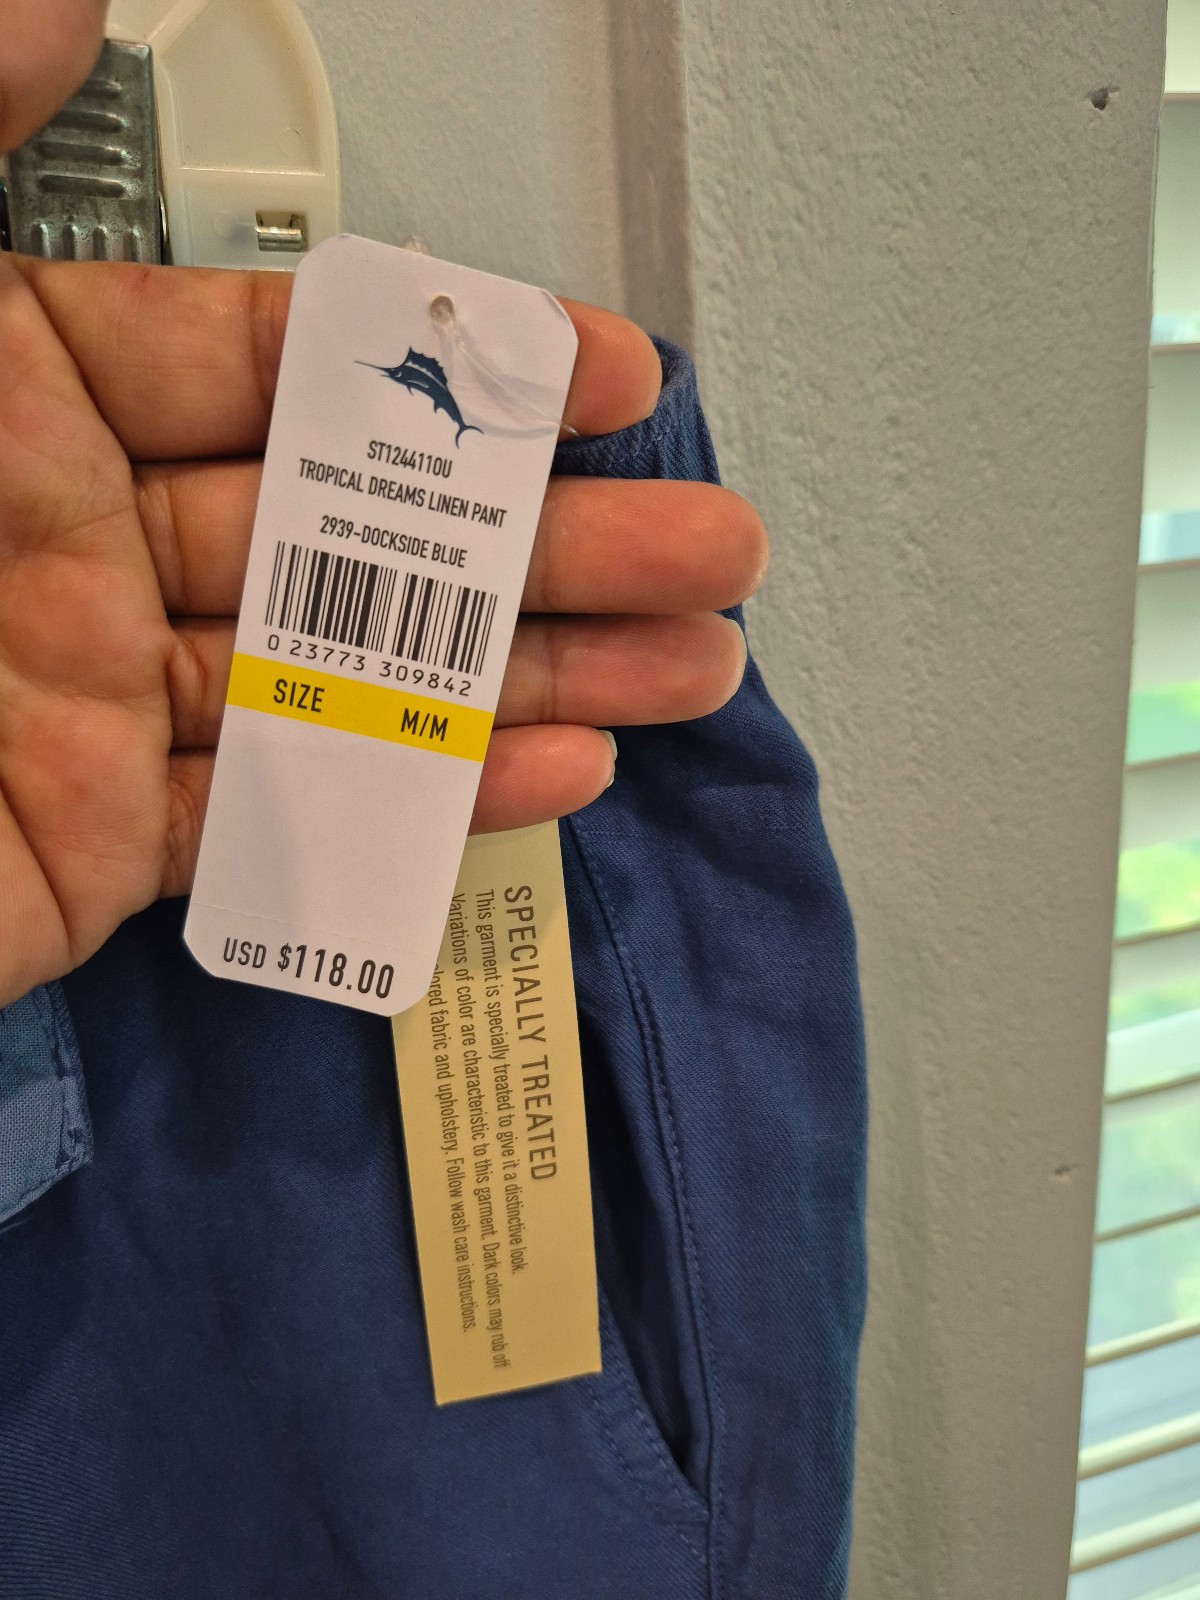 ST1244110U
TROPICAL DREAMS LINEN PANT
2939-DOCKSIDE BLUE
0 23773 309842
SIZE M/M
USD $118.00
SPECIALLY TREATED
This garment is specially treated to give it a distinctive look.
Variations of color are characteristic to this garment. Dark colors may rub off
fabric and upholstery. Follow wash care instructions.